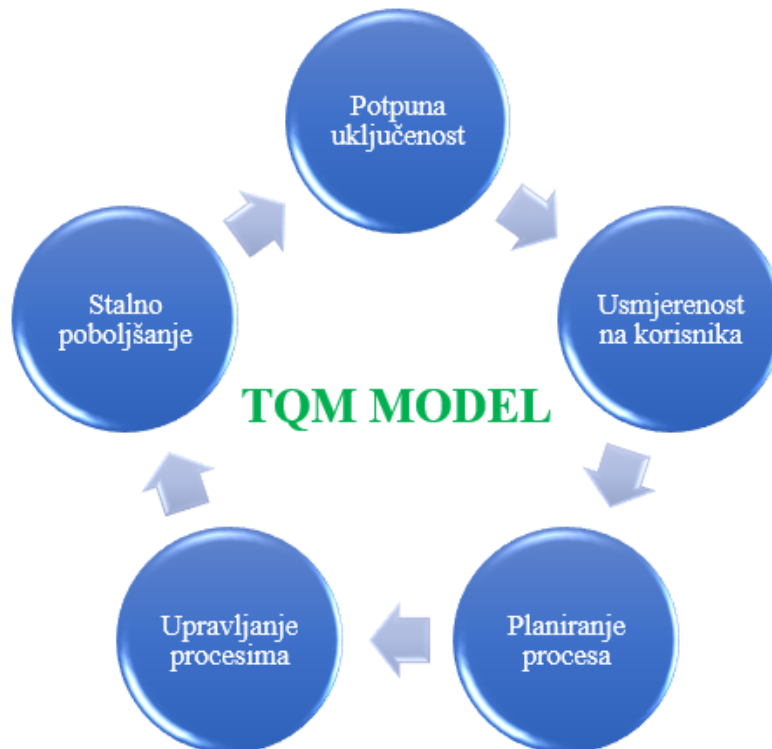 Potpuna
uključenost
Usmjerenost
na korisnika
Planiranje
procesa
Upravljanje
procesima
Stalno
poboljšanje
TQM MODEL